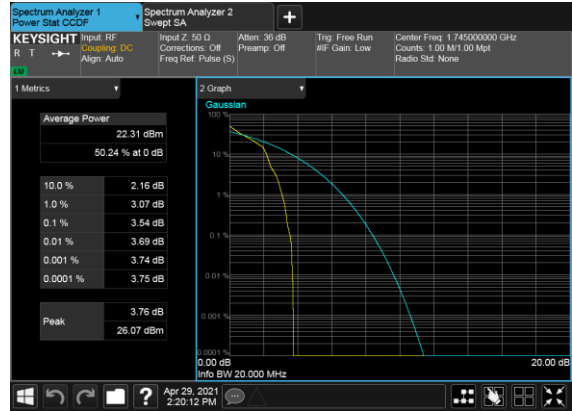 Spectrum Analyzer 1
Power Stat CCDF
Spectrum Analyzer 2
Swept SA
KEYSIGHT
R T
LXI
Input: RF
Coupling: DC
Align: Auto
Input Z: 50 Ω
Corrections: Off
Freq Ref: Pulse (S)
Atten: 36 dB
Preamp: Off
Trig: Free Run
#IF Gain: Low
Center Freq: 1.745000000 GHz
Counts: 1.00 M/1.00 Mpt
Radio Std: None
1 Metrics
Average Power
22.31 dBm
50.24 % at 0 dB
10.0 % 2.16 dB
1.0 % 3.07 dB
0.1 % 3.54 dB
0.01 % 3.69 dB
0.001 % 3.74 dB
0.0001 % 3.75 dB
Peak
3.76 dB
26.07 dBm
2 Graph
Gaussian
100 %
10 %
1 %
0.1 %
0.01 %
0.001 %
0.0001 %
0.00 dB
20.00 dB
Info BW 20.000 MHz
?
Apr 29, 2021
2:20:12 PM